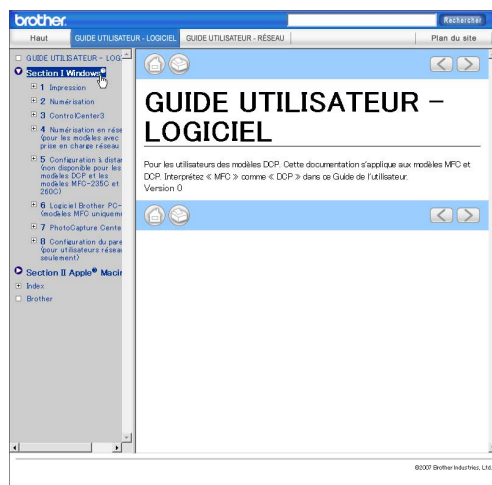 brother.
Rechercher
Haut
GUIDE UTILISATEUR - LOGICIEL
GUIDE UTILISATEUR - RÉSEAU
Plan du site
GUIDE UTILISATEUR - LOG
Section I Windows®
1 Impression
2 Numérisation
3 ControlCenter3
4 Numérisation en rése
(pour les modèles avec
prise en charge réseau
5 Configuration à distan
(non disponible pour les
modèles DCP et les
modèles MFC-235C et
260C)
6 Logiciel Brother PC-
(modèles MFC uniqueme
7 PhotoCapture Cente
8 Configuration du pare
(pour utilisateurs réseau
seulement)
Section II Apple® Macin
Index
Brother
GUIDE UTILISATEUR –
LOGICIEL
Pour les utilisateurs des modèles DCP. Cette documentation s'applique aux modèles MFC et
DCP. Interprétez « MFC » comme « DCP » dans ce Guide de l'utilisateur.
Version 0
©2007 Brother Industries, Ltd.